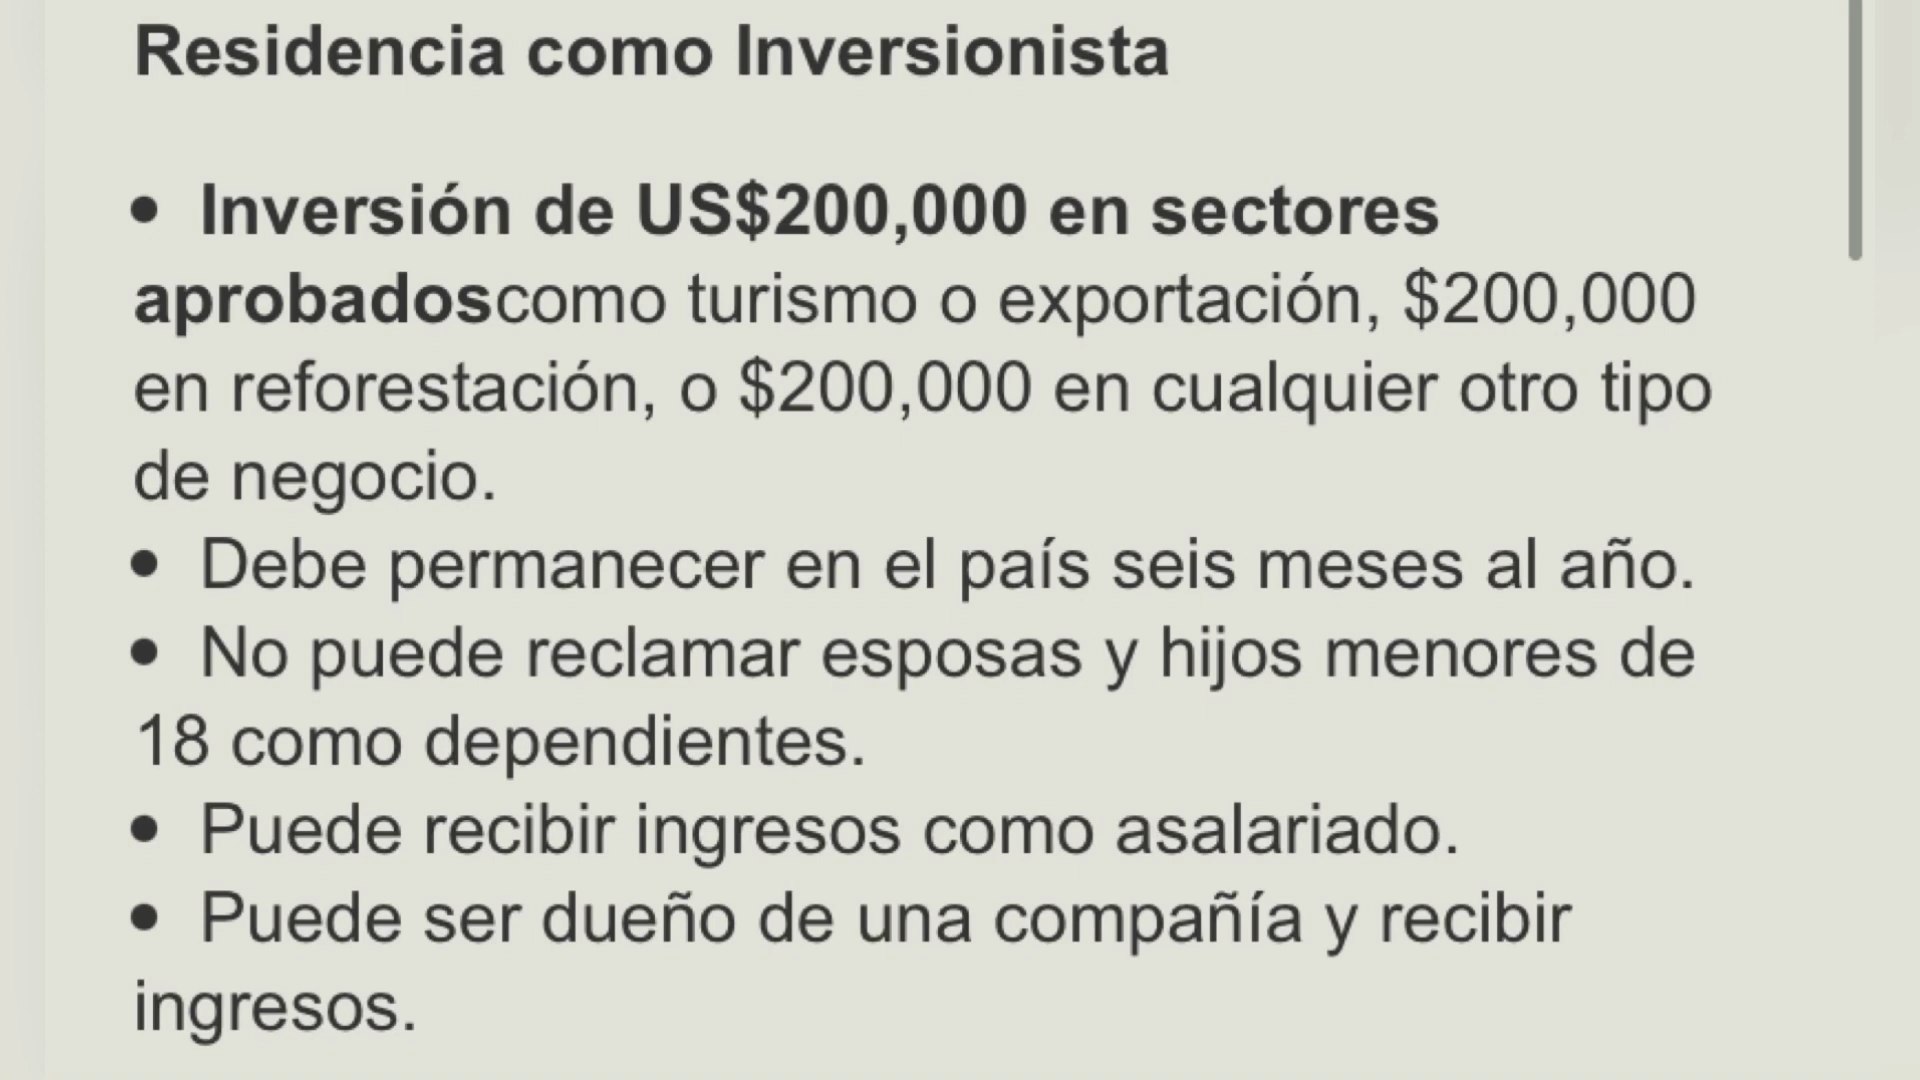 Residencia como Inversionista
• Inversión de US$200,000 en sectores
aprobadoscomo turismo o exportación, $200,000
en reforestación, o $200,000 en cualquier otro tipo
de negocio.
• Debe permanecer en el país seis meses al año.
• No puede reclamar esposas y hijos menores de
18 como dependientes.
• Puede recibir ingresos como asalariado.
• Puede ser dueño de una compañía y recibir
ingresos.